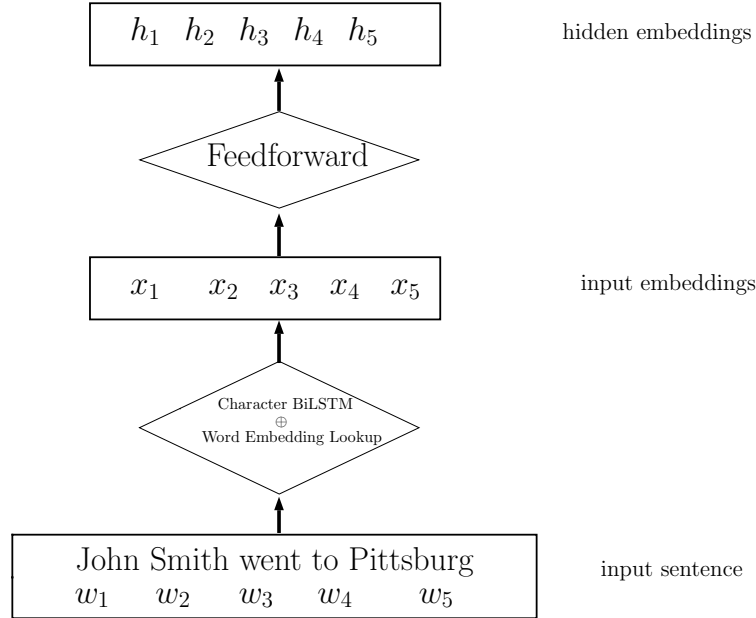 h₁ h₂ h₃ h₄ h₅ hidden embeddings
Feedforward
x₁ x₂ x₃ x₄ x₅ input embeddings
Character BiLSTM
⊕
Word Embedding Lookup
John Smith went to Pittsburg
w₁ w₂ w₃ w₄ w₅
input sentence